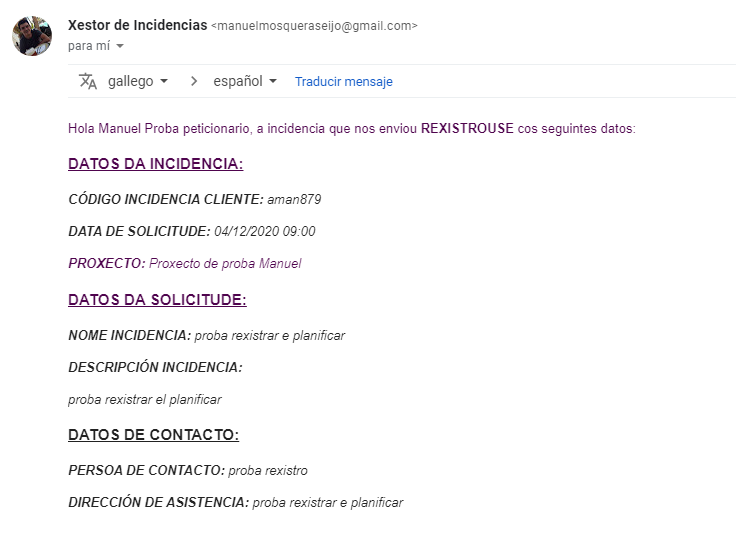 Xestor de Incidencias <manuelmosqueraseijo@gmail.com>
para mí
gallego > español Traducir mensaje
Hola Manuel Proba peticionario, a incidencia que nos enviou REXISTROUSE cos seguintes datos:
DATOS DA INCIDENCIA:
CÓDIGO INCIDENCIA CLIENTE: aman879
DATA DE SOLICITUDE: 04/12/2020 09:00
PROXECTO: Proxecto de proba Manuel
DATOS DA SOLICITUDE:
NOME INCIDENCIA: proba rexistrar e planificar
DESCRIPCIÓN INCIDENCIA:
proba rexistrar el planificar
DATOS DE CONTACTO:
PERSOA DE CONTACTO: proba rexistro
DIRECCIÓN DE ASISTENCIA: proba rexistrar e planificar